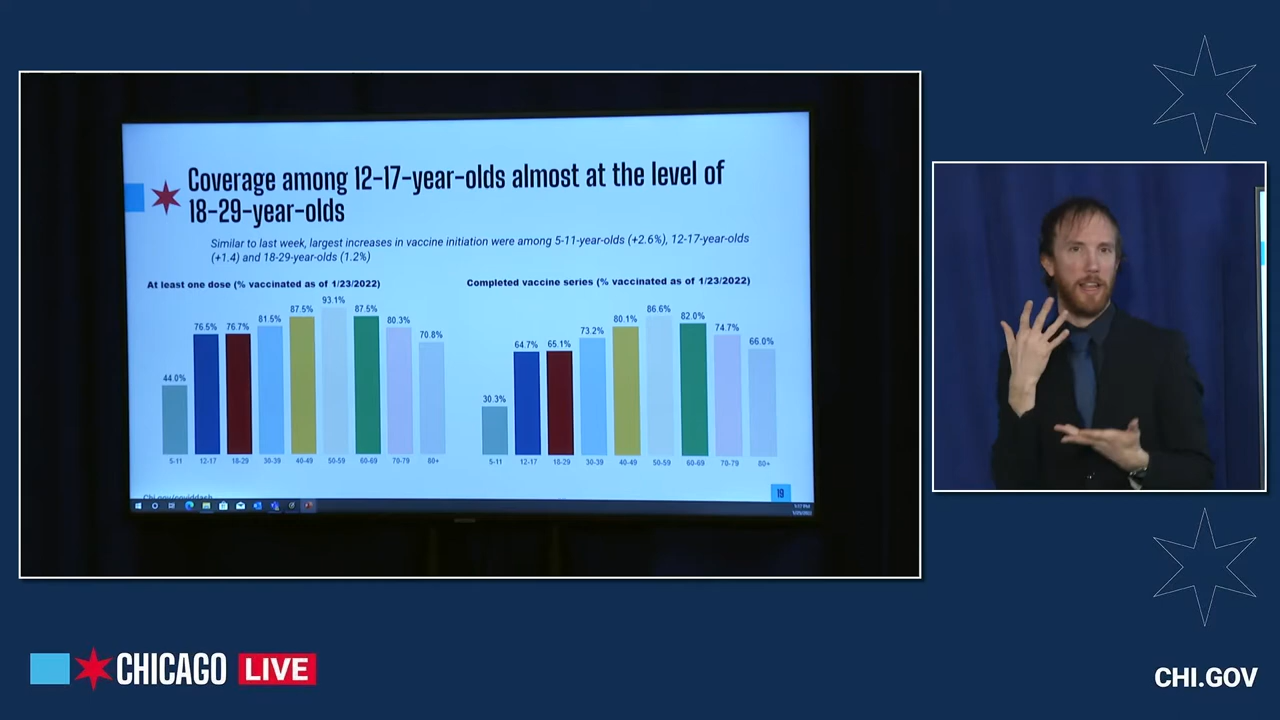 Coverage among 12-17-year-olds almost at the level of
18-29-year-olds
Similar to last week, largest increases in vaccine initiation were among 5-11-year-olds (+2.6%), 12-17-year-olds
(+1.4) and 18-29-year-olds (1.2%)
At least one dose (% vaccinated as of 1/23/2022)
44.0% 76.5% 76.7% 81.5% 87.5% 93.1% 87.5% 80.3% 70.8%
5-11 12-17 18-29 30-39 40-49 50-59 60-69 70-79 80+
Completed vaccine series (% vaccinated as of 1/23/2022)
30.3% 64.7% 65.1% 73.2% 80.1% 86.6% 82.0% 74.7% 66.0%
5-11 12-17 18-29 30-39 40-49 50-59 60-69 70-79 80+
Chi.gov/coviddash
19
CHICAGO LIVE
CHI.GOV